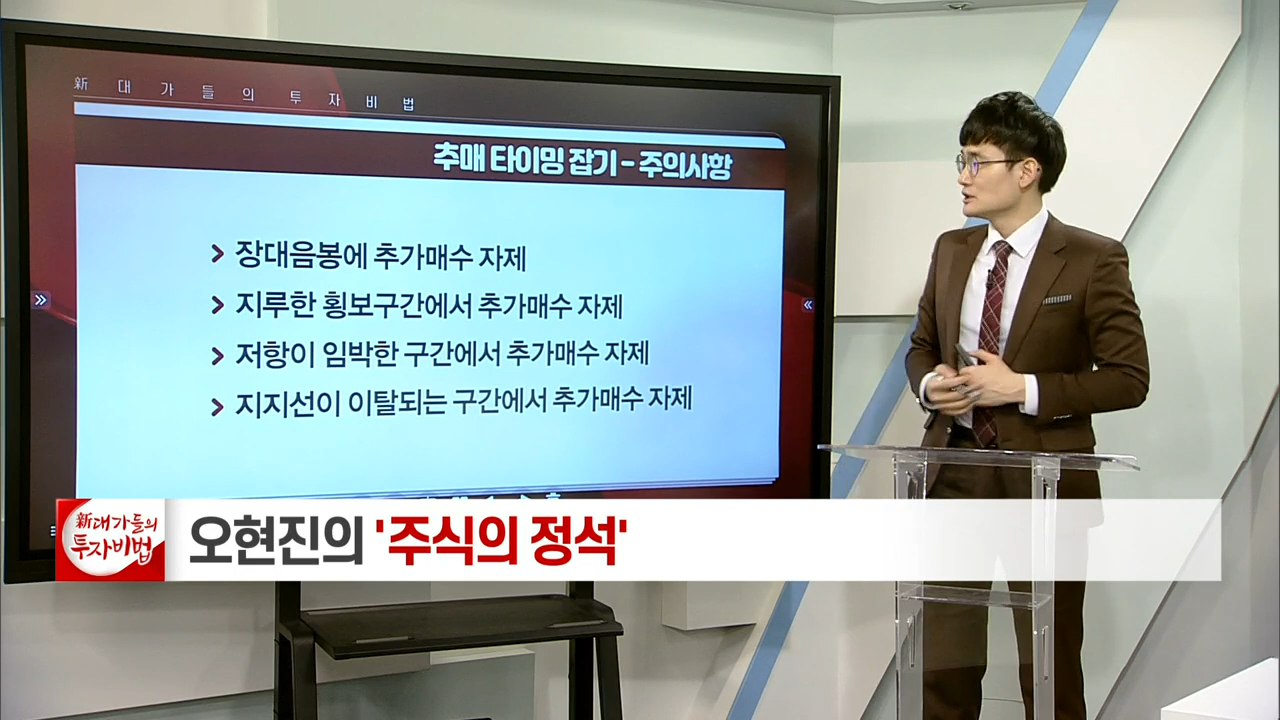 新 대 가 들 의 투 자 비 법
추매 타이밍 잡기 - 주의사항
장대음봉에 추가매수 자제
지루한 횡보구간에서 추가매수 자제
저항이 임박한 구간에서 추가매수 자제
지지선이 이탈되는 구간에서 추가매수 자제
新대가들의
투자비법
오현진의 '주식의 정석'